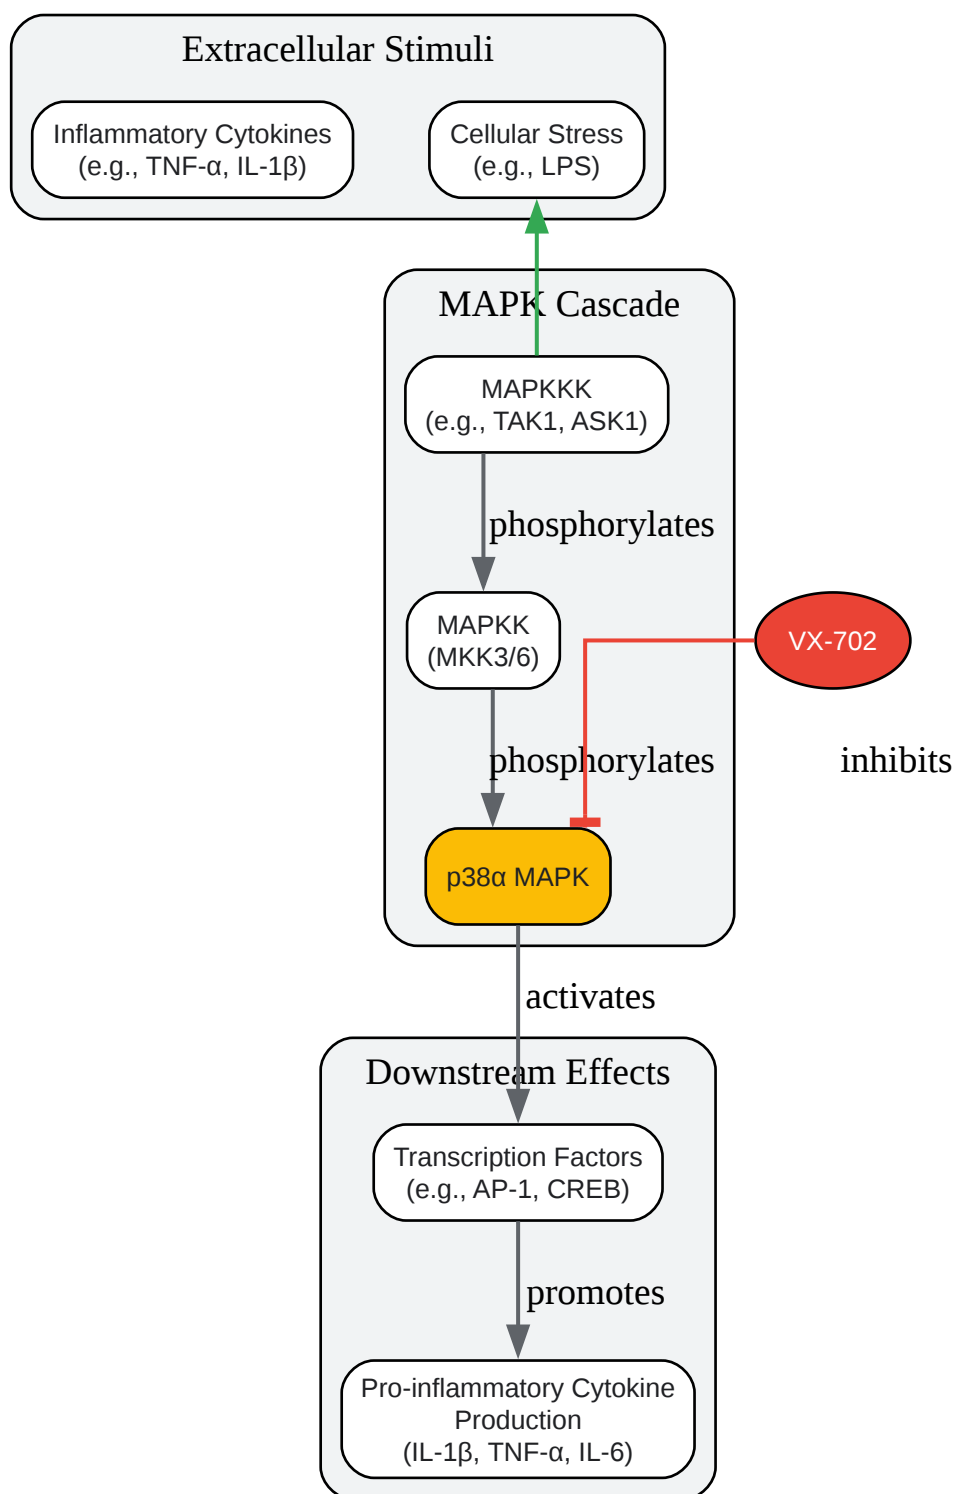 Extracellular Stimuli
Inflammatory Cytokines
(e.g., TNF-α, IL-1β)
Cellular Stress
(e.g., LPS)
MAPK Cascade
MAPKKK
(e.g., TAK1, ASK1)
phosphorylates
MAPKK
(MKK3/6)
VX-702
phosphorylates
inhibits
p38α MAPK
activates
Downstream Effects
Transcription Factors
(e.g., AP-1, CREB)
promotes
Pro-inflammatory Cytokine
Production
(IL-1β, TNF-α, IL-6)